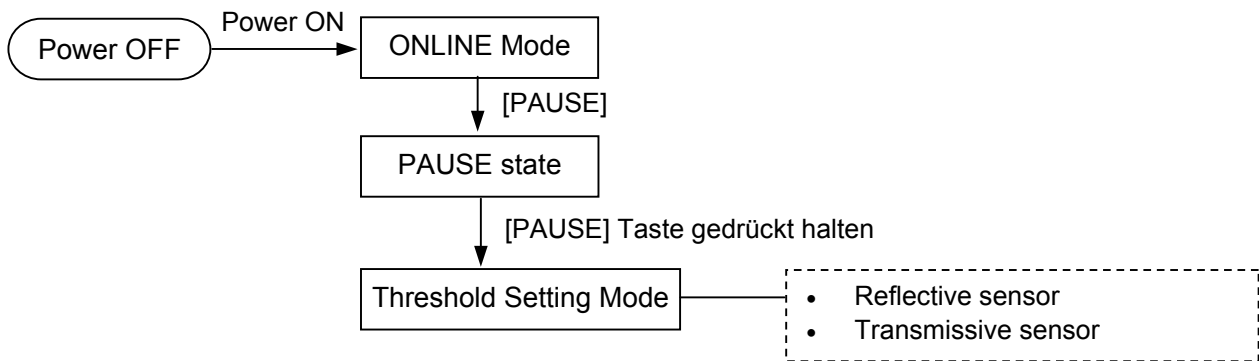 Power OFF
Power ON
ONLINE Mode
[PAUSE]
PAUSE state
[PAUSE] Taste gedrückt halten
Threshold Setting Mode
• Reflective sensor
• Transmissive sensor